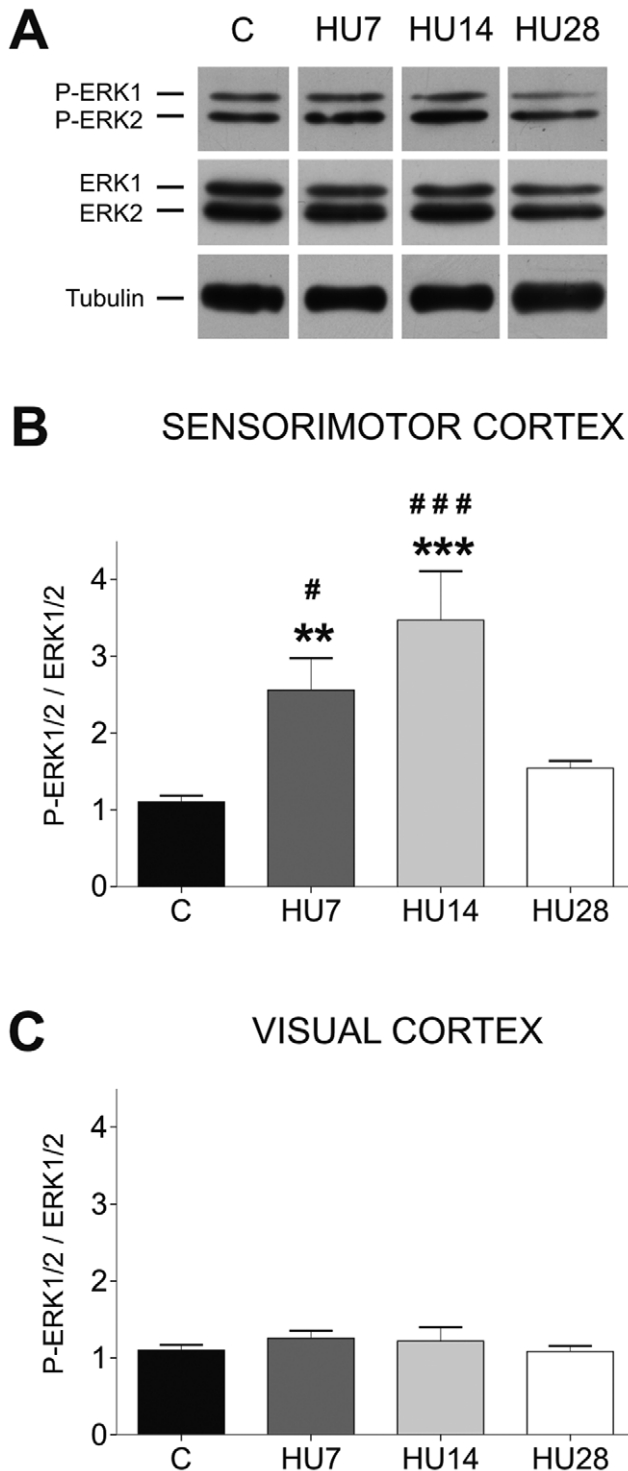 A
C HU7 HU14 HU28
P-ERK1
P-ERK2
ERK1
ERK2
Tubulin
B SENSORIMOTOR CORTEX
P-ERK1/2 / ERK1/2
4
3
2
1
0
#
**
# # #
***
C HU7 HU14 HU28
C VISUAL CORTEX
P-ERK1/2 / ERK1/2
4
3
2
1
0
C HU7 HU14 HU28